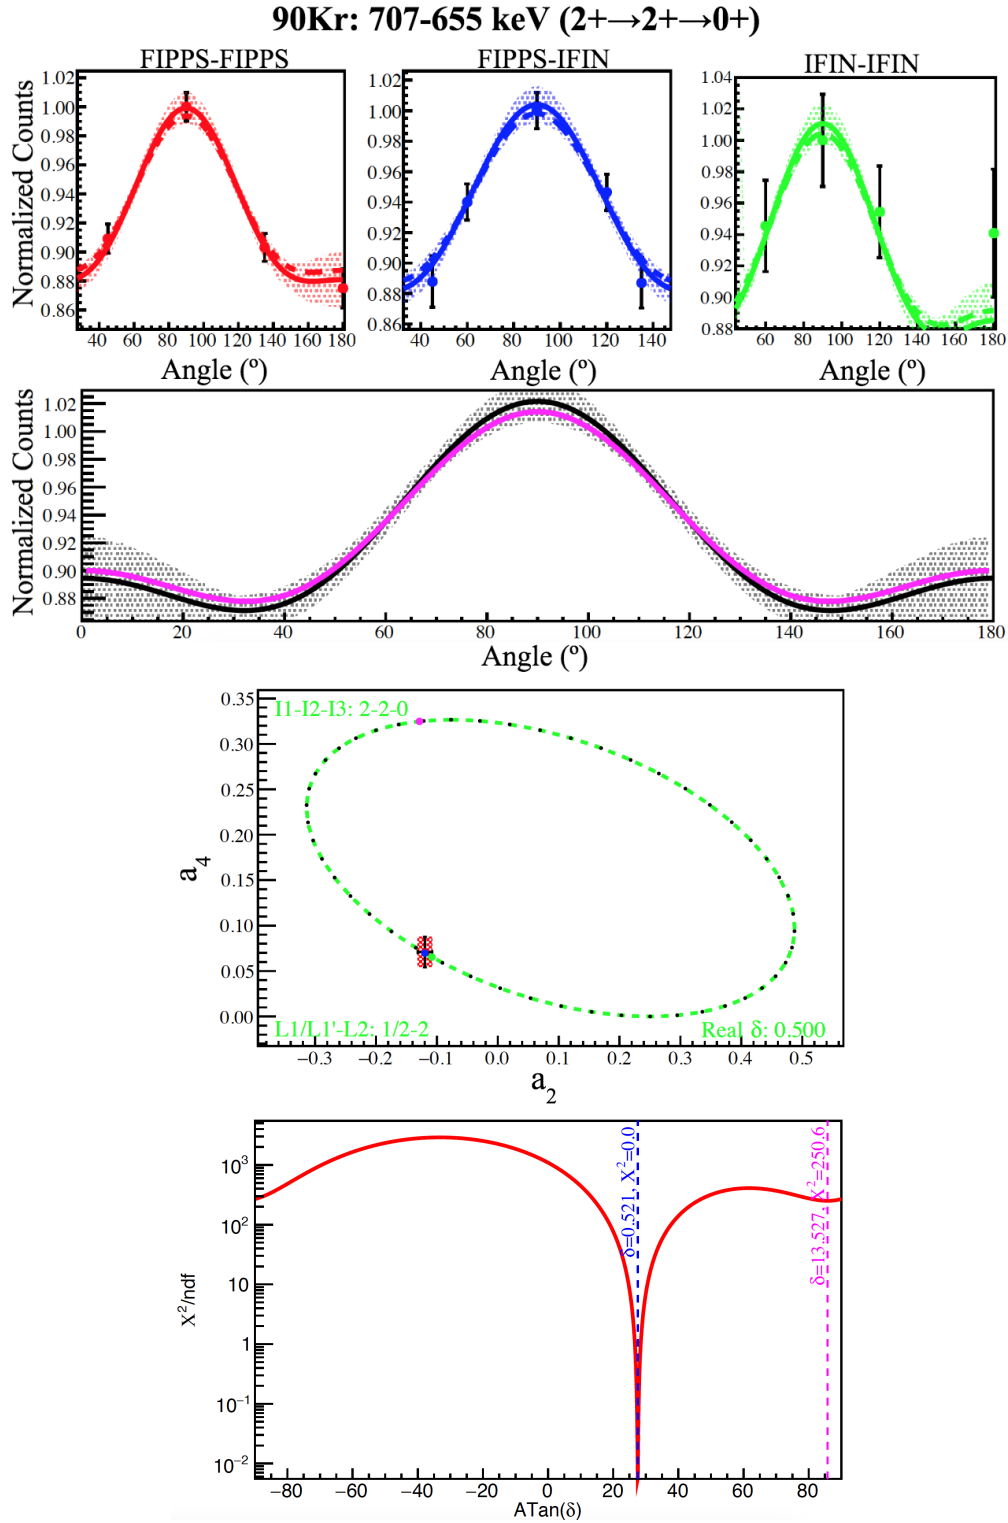 90Kr: 707-655 keV (2+→2+→0+)
FIPPS-FIPPS
FIPPS-IFIN
IFIN-IFIN
Normalized Counts
1.02
1.00
0.98
0.96
0.94
0.92
0.90
0.88
0.86
40 60 80 100 120 140 160 180
Angle (º)
1.02
1.00
0.98
0.96
0.94
0.92
0.90
0.88
0.86
40 60 80 100 120 140
Angle (º)
1.04
1.02
1.00
0.98
0.96
0.94
0.92
0.90
0.88
60 80 100 120 140 160 180
Angle (º)
Normalized Counts
1.02
1.00
0.98
0.96
0.94
0.92
0.90
0.88
0 20 40 60 80 100 120 140 160 180
Angle (º)
a4
0.35
0.30
0.25
0.20
0.15
0.10
0.05
0.00
I1-I2-I3: 2-2-0
L1/L1'-L2: 1/2-2
Real δ: 0.500
−0.3 −0.2 −0.1 0.0 0.1 0.2 0.3 0.4 0.5
a2
X²/ndf
10³
10²
10
1
10⁻¹
10⁻²
δ=0.521, X²=0.0
δ=13.527, X²=250.6
−80 −60 −40 −20 0 20 40 60 80
ATan(δ)